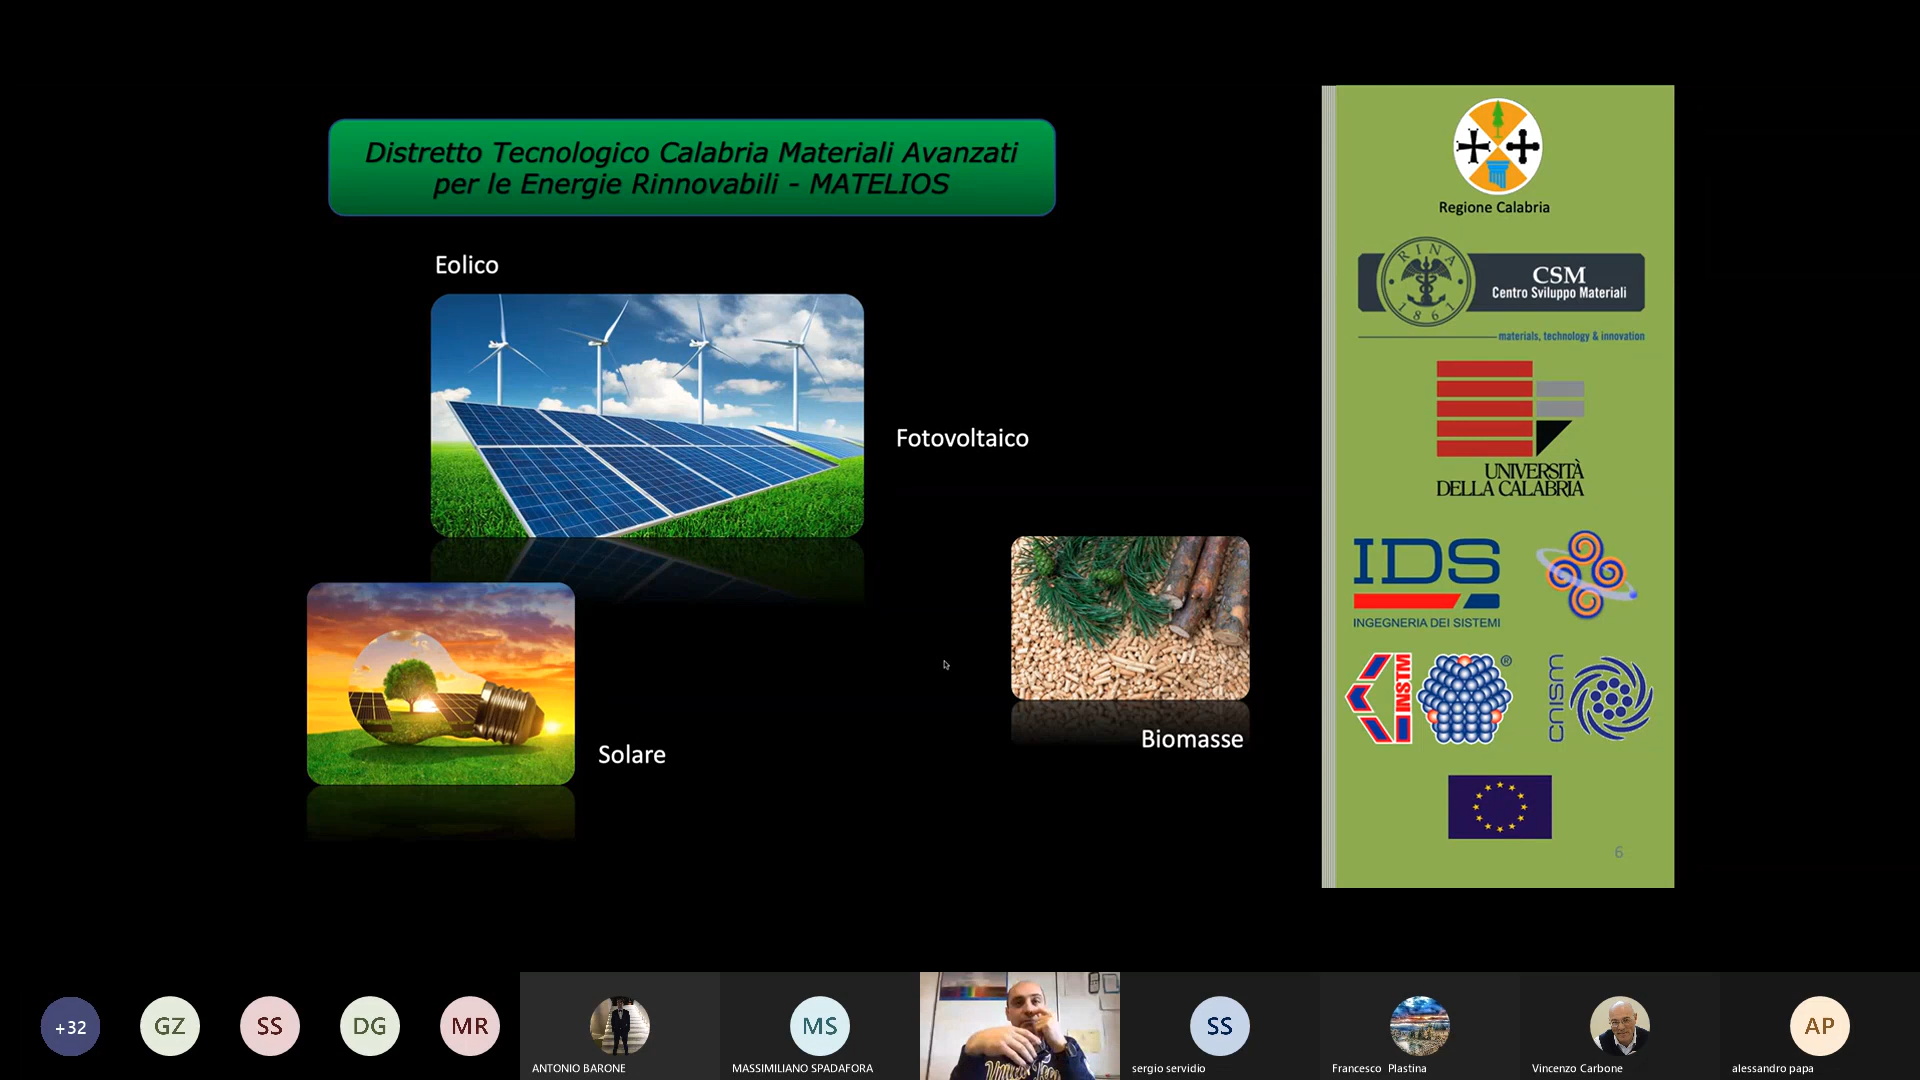 Distretto Tecnologico Calabria Materiali Avanzati
per le Energie Rinnovabili - MATELIOS
Eolico
Fotovoltaico
Solare
Biomasse
Regione Calabria
RINA
1861
CSM
Centro Sviluppo Materiali
materials, technology & innovation
UNIVERSITÀ
DELLA CALABRIA
IDS
INGEGNERIA DEI SISTEMI
INSTM
®
cnism
6
+32
GZ
SS
DG
MR
ANTONIO BARONE
MS
MASSIMILIANO SPADAFORA
SS
sergio servidio
Francesco Plastina
Vincenzo Carbone
AP
alessandro papa